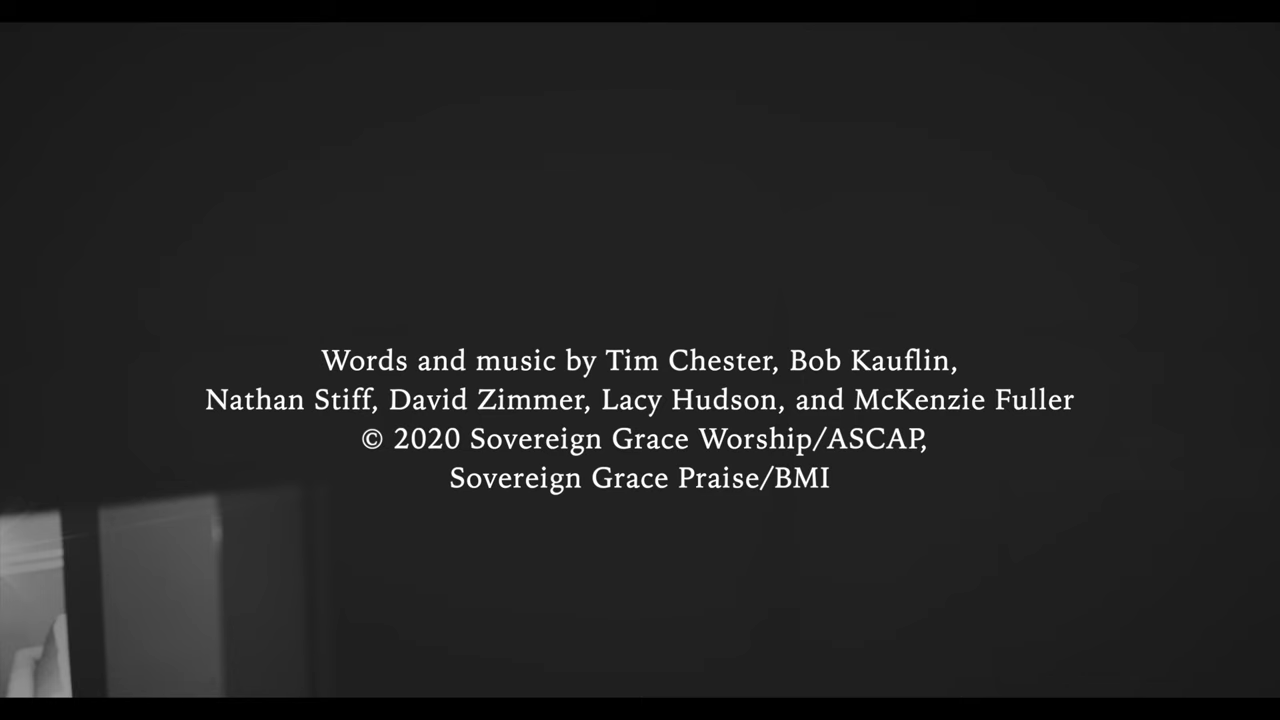 Words and music by Tim Chester, Bob Kauflin,
Nathan Stiff, David Zimmer, Lacy Hudson, and McKenzie Fuller
© 2020 Sovereign Grace Worship/ASCAP,
Sovereign Grace Praise/BMI